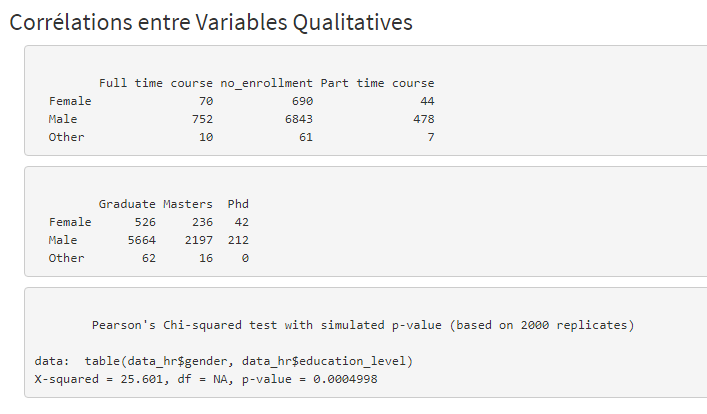 Corrélations entre Variables Qualitatives
Full time course no_enrollment Part time course
Female 70 690 44
Male 752 6843 478
Other 10 61 7
Graduate Masters Phd
Female 526 236 42
Male 5664 2197 212
Other 62 16 0
Pearson's Chi-squared test with simulated p-value (based on 2000 replicates)
data: table(data_hr$gender, data_hr$education_level)
X-squared = 25.601, df = NA, p-value = 0.0004998